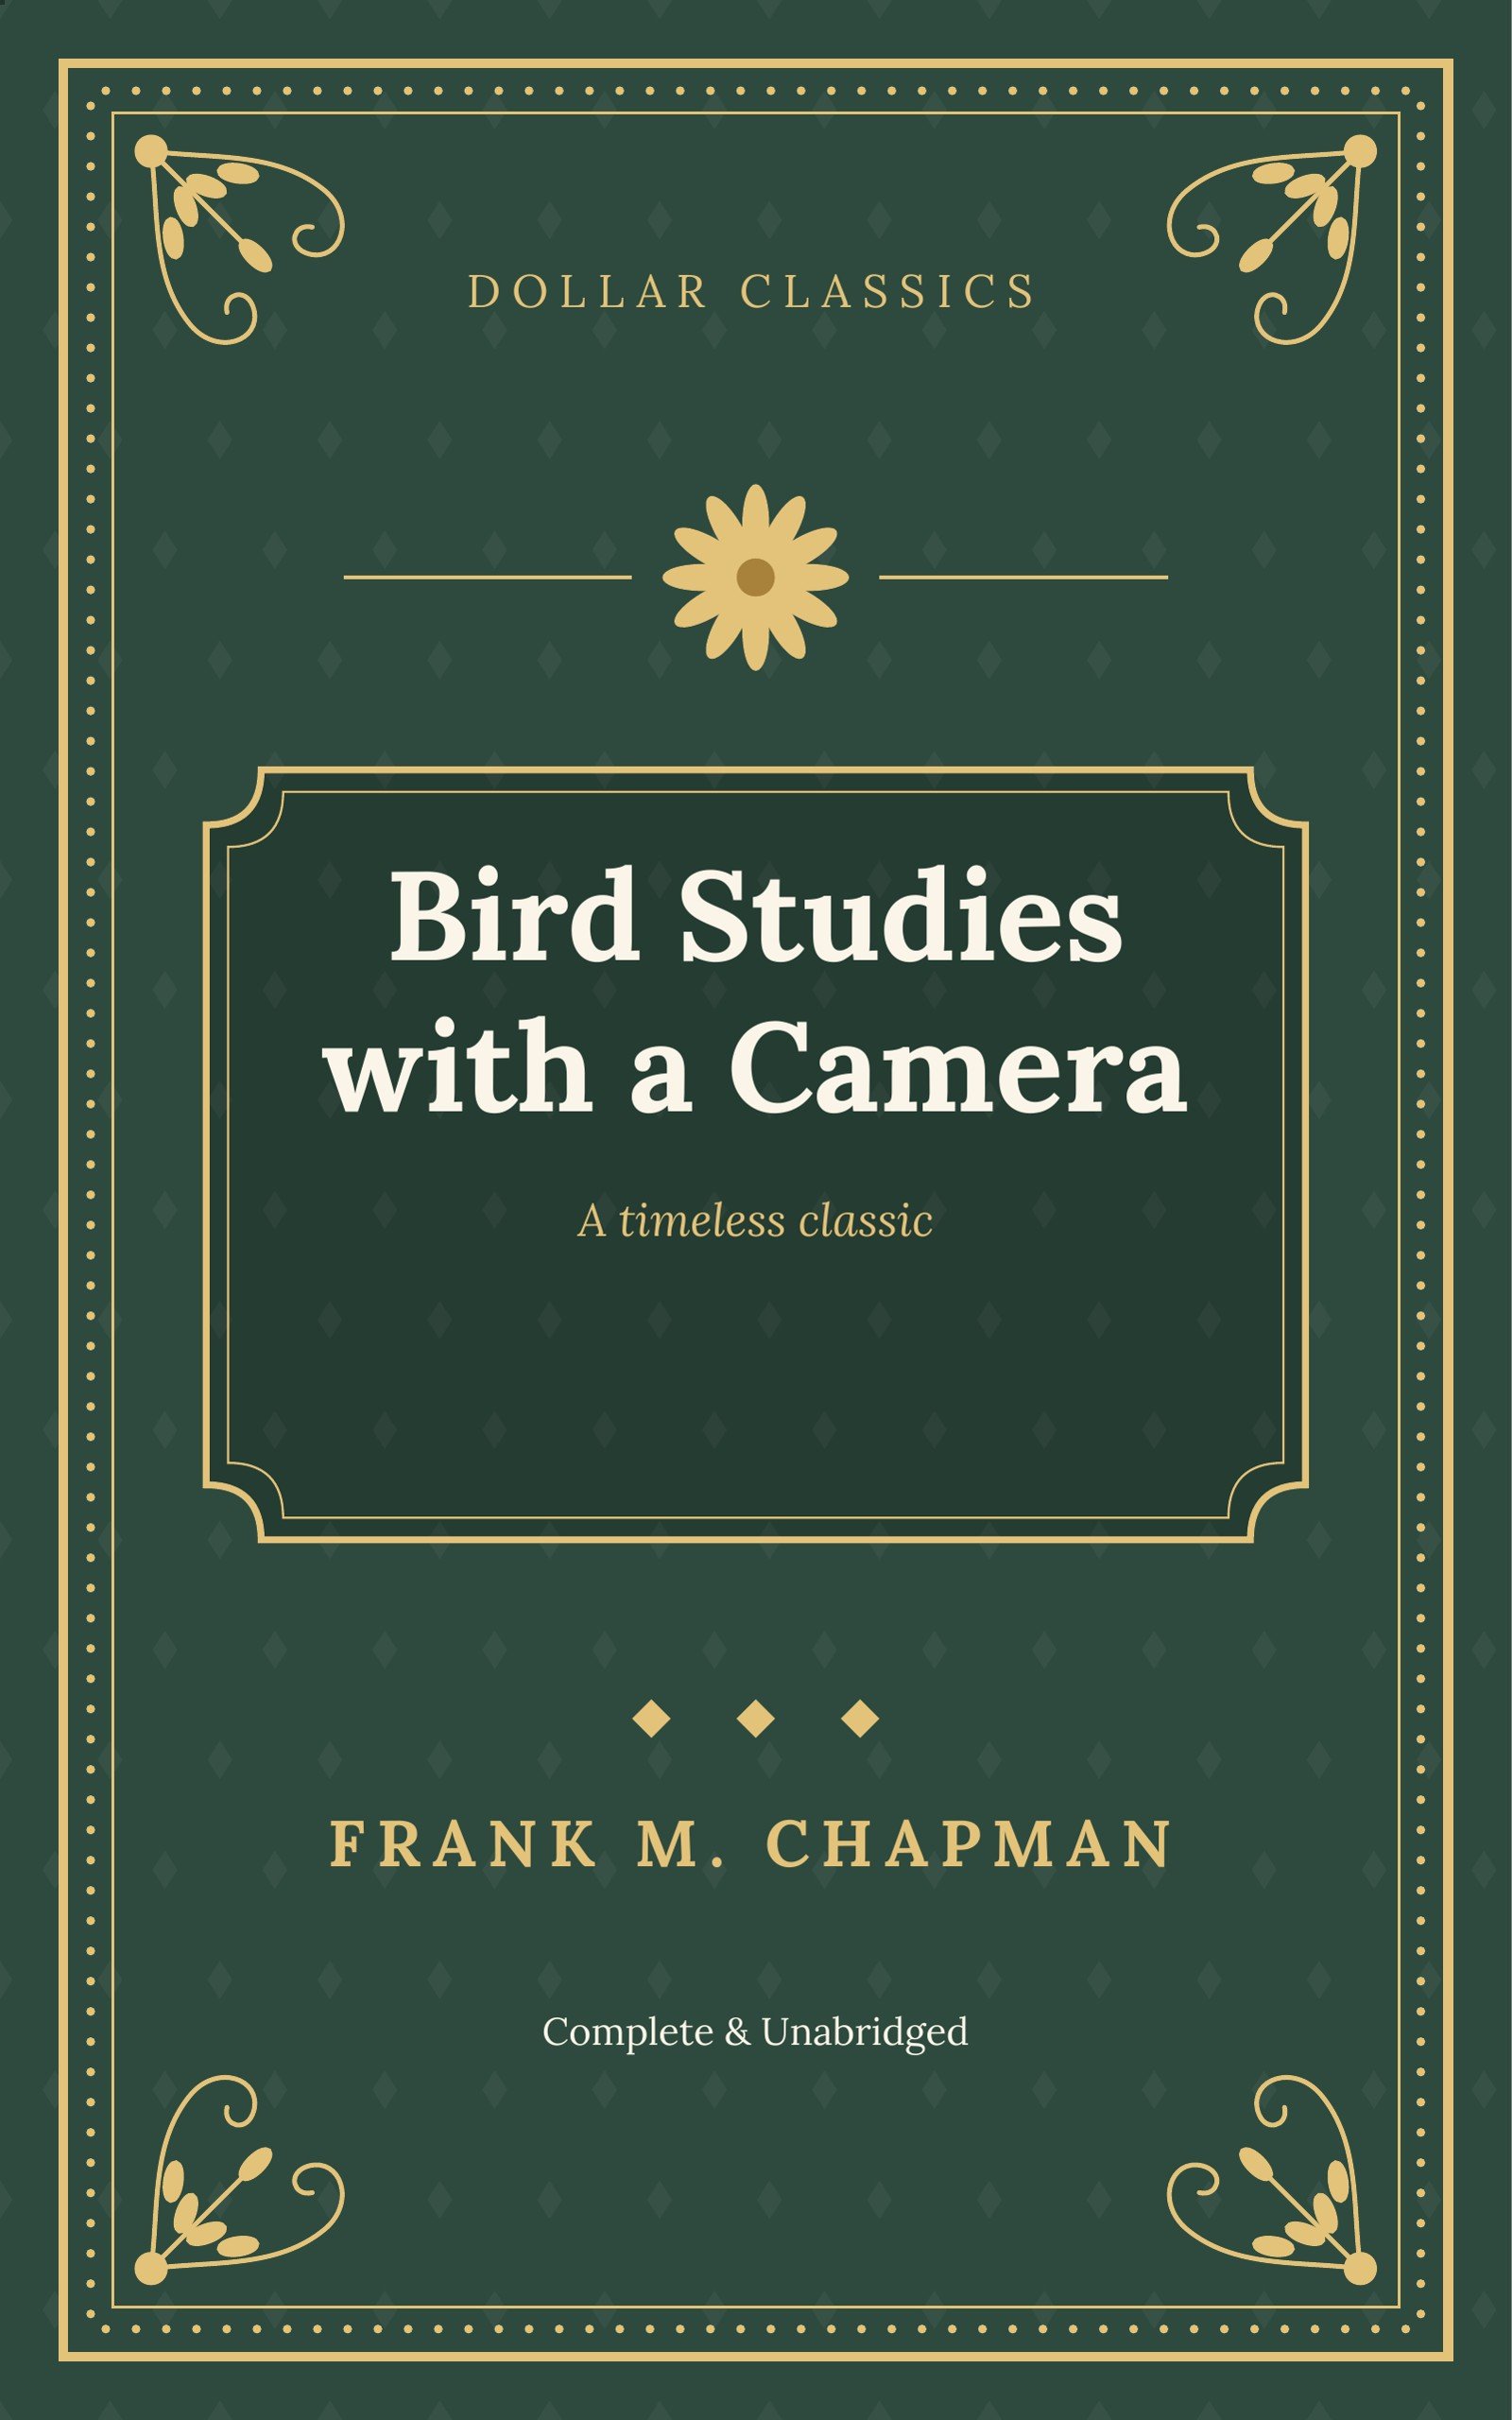 DOLLAR CLASSICS
Bird Studies
with a Camera
A timeless classic
FRANK M. CHAPMAN
Complete & Unabridged